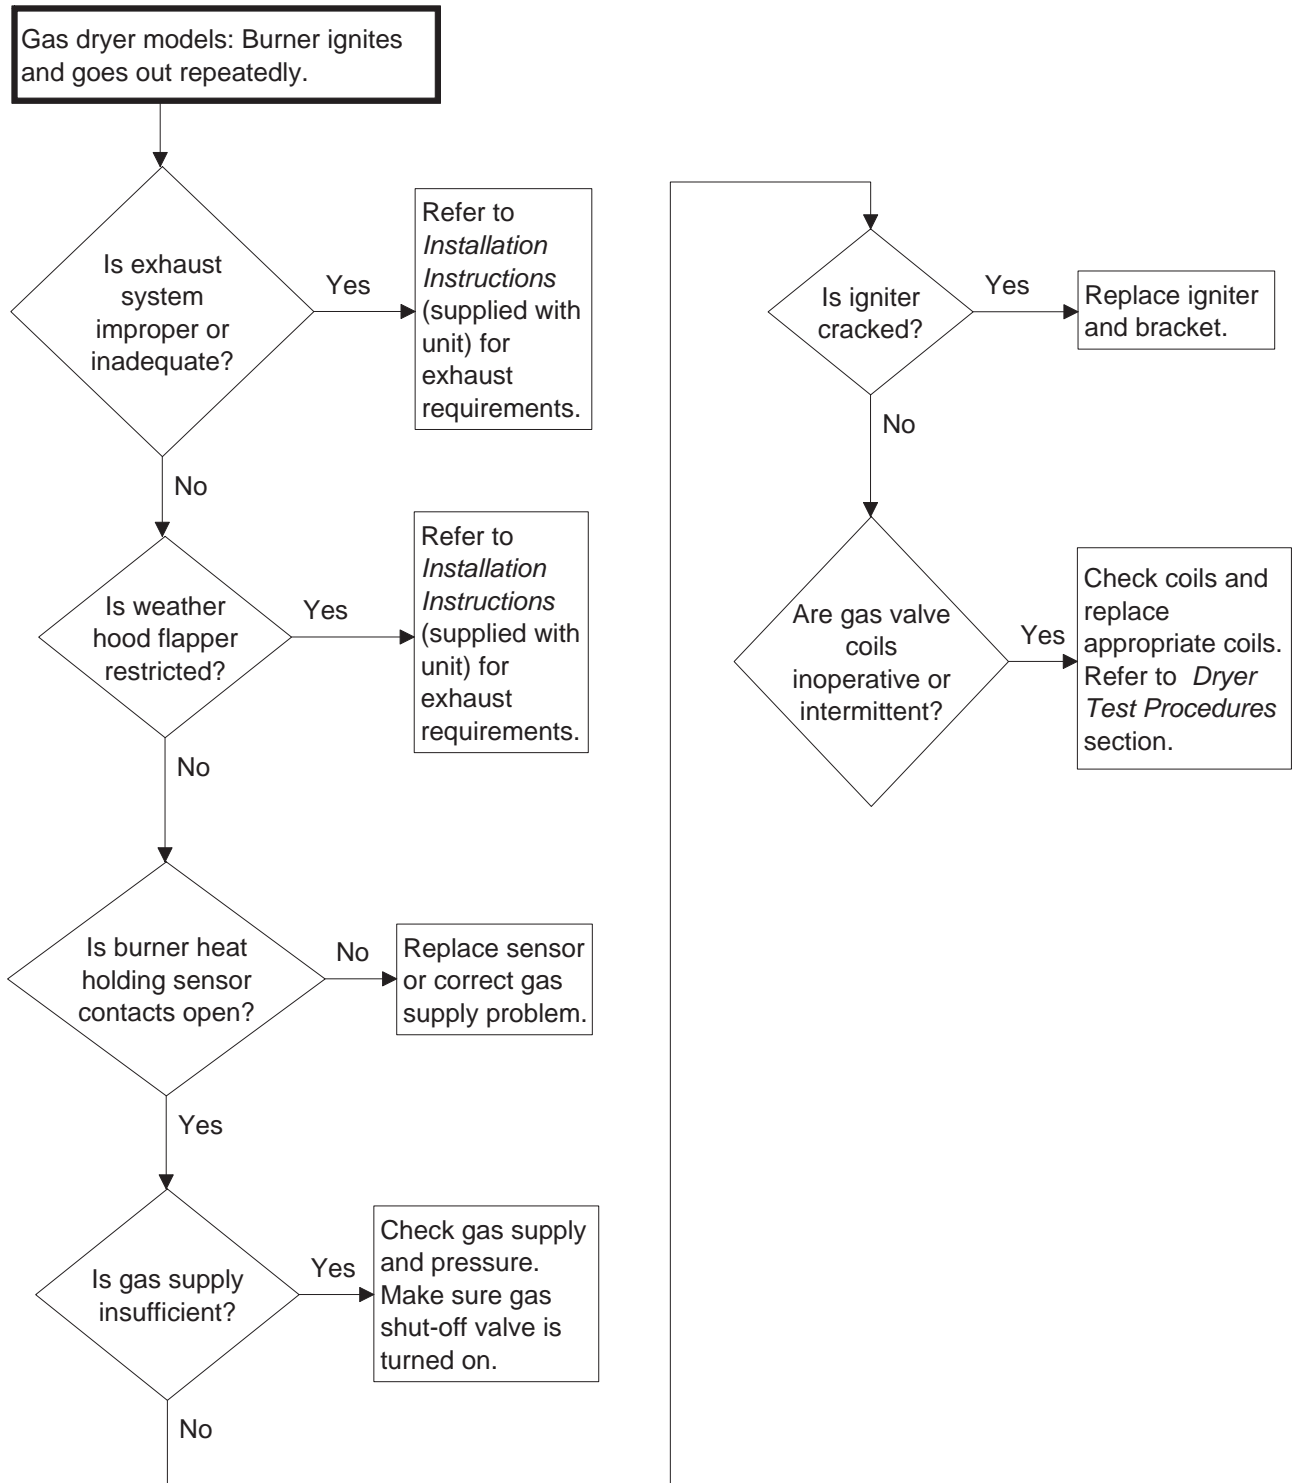 Gas dryer models: Burner ignites
and goes out repeatedly.
Is exhaust
system
improper or
inadequate?
Yes
Refer to
Installation
Instructions
(supplied with
unit) for
exhaust
requirements.
No
Is weather
hood flapper
restricted?
Yes
Refer to
Installation
Instructions
(supplied with
unit) for
exhaust
requirements.
No
Is burner heat
holding sensor
contacts open?
No
Replace sensor
or correct gas
supply problem.
Yes
Is gas supply
insufficient?
Yes
Check gas supply
and pressure.
Make sure gas
shut-off valve is
turned on.
No
Is igniter
cracked?
Yes
Replace igniter
and bracket.
No
Are gas valve
coils
inoperative or
intermittent?
Yes
Check coils and
replace
appropriate coils.
Refer to Dryer
Test Procedures
section.